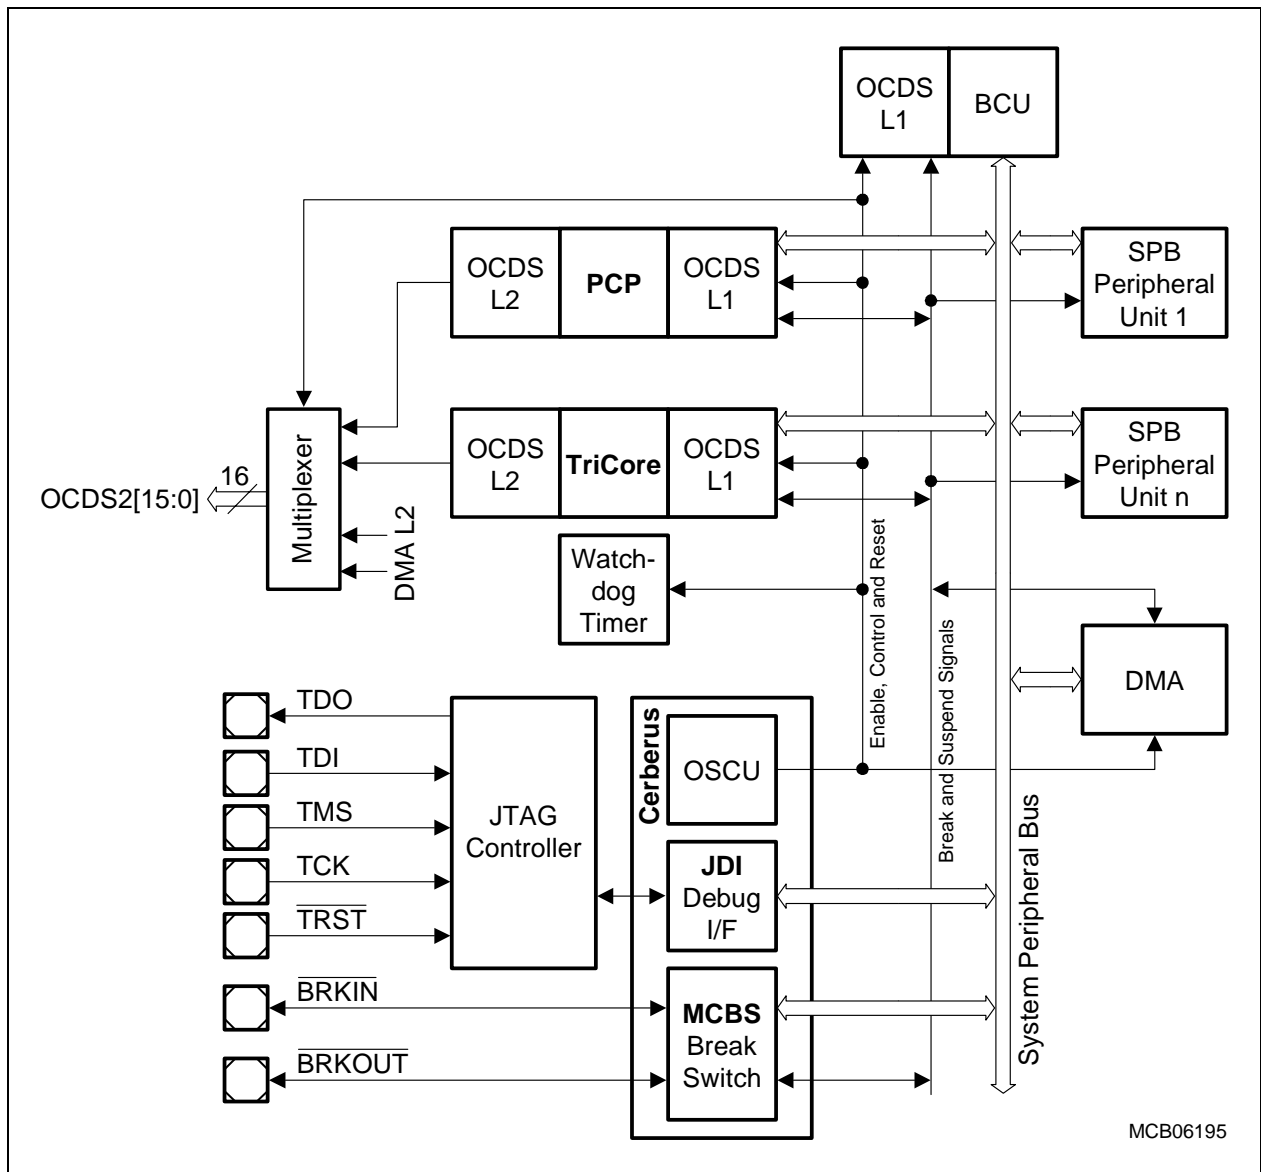 OCDS
L1
BCU
OCDS
L2
PCP
OCDS
L1
SPB
Peripheral
Unit 1
OCDS2[15:0]
16
Multiplexer
DMA L2
OCDS
L2
TriCore
OCDS
L1
SPB
Peripheral
Unit n
Watch-
dog
Timer
Enable, Control and Reset
Break and Suspend Signals
System Peripheral Bus
DMA
TDO
TDI
TMS
TCK
TRST
BRKIN
BRKOUT
JTAG
Controller
Cerberus
OSCU
JDI
Debug
I/F
MCBS
Break
Switch
MCB06195